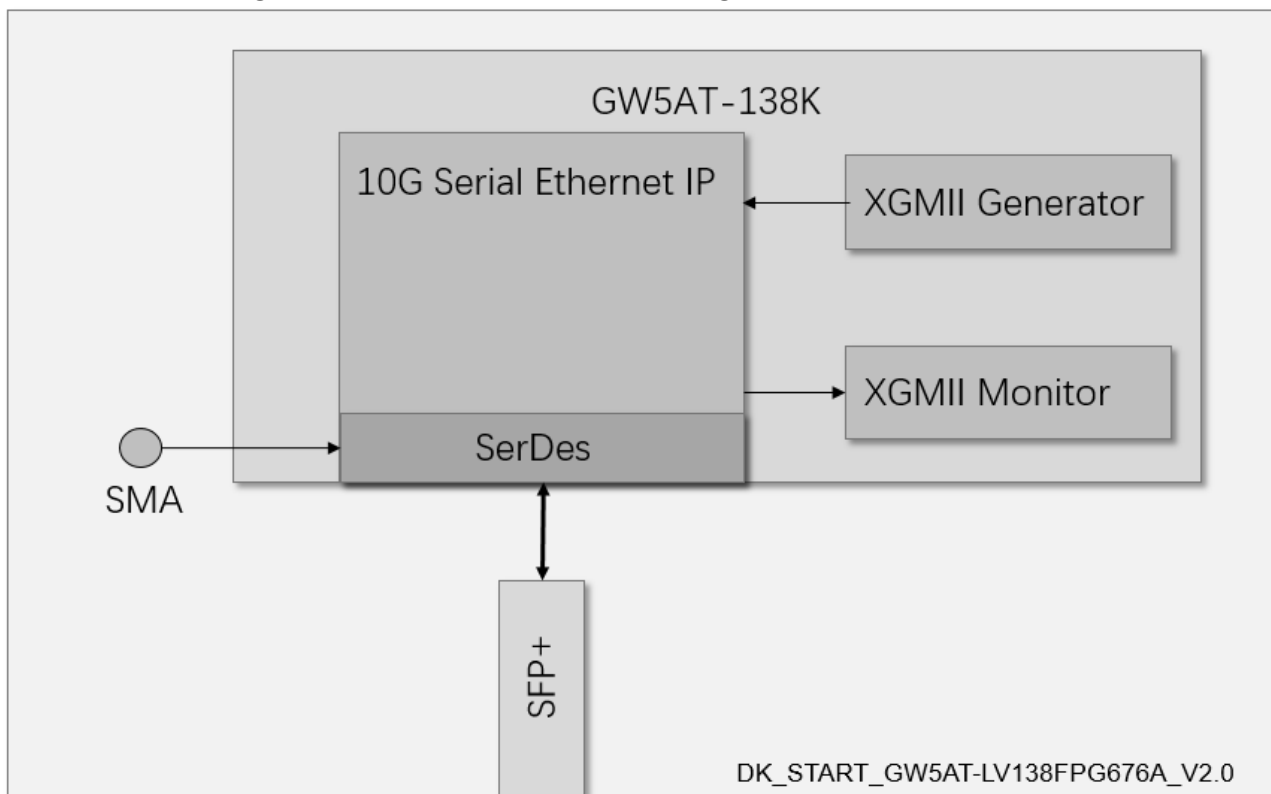 GW5AT-138K
10G Serial Ethernet IP
XGMII Generator
XGMII Monitor
SerDes
SMA
SFP+
DK_START_GW5AT-LV138FPG676A_V2.0